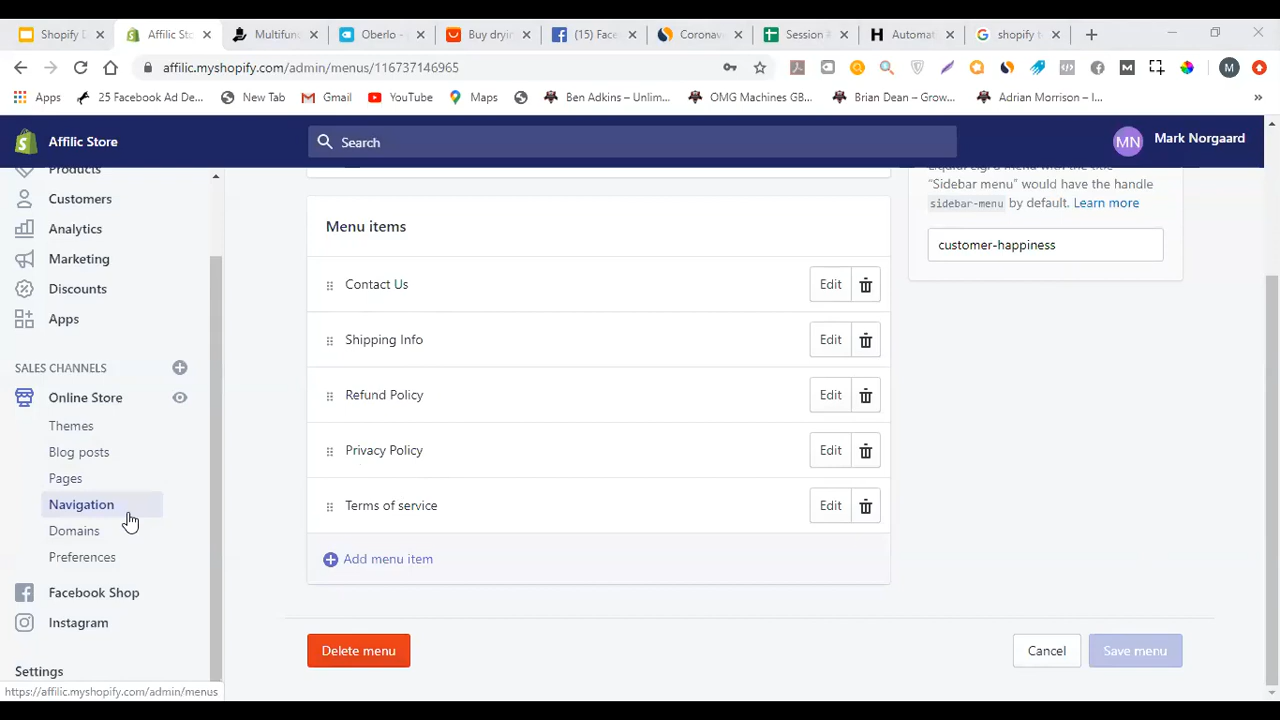 Shopify D
Affilic Sto
Multifun
Oberlo -
Buy dryin
(15) Face
Coronav
Session #
Automat
shopify t
affilic.myshopify.com/admin/menus/116737146965
M
Apps
25 Facebook Ad De...
New Tab
Gmail
YouTube
Maps
Ben Adkins – Unlim...
OMG Machines GB...
Brian Dean – Grow...
Adrian Morrison – I...
»
Affilic Store
Search
MN
Mark Norgaard
Products
Customers
Analytics
Marketing
Discounts
Apps
SALES CHANNELS
Online Store
Themes
Blog posts
Pages
Navigation
Domains
Preferences
Facebook Shop
Instagram
Settings
https://affilic.myshopify.com/admin/menus
Menu items
Contact Us
Edit
Shipping Info
Edit
Refund Policy
Edit
Privacy Policy
Edit
Terms of service
Edit
Add menu item
“Sidebar menu” would have the handle
sidebar-menu by default. Learn more
customer-happiness
Delete menu
Cancel
Save menu